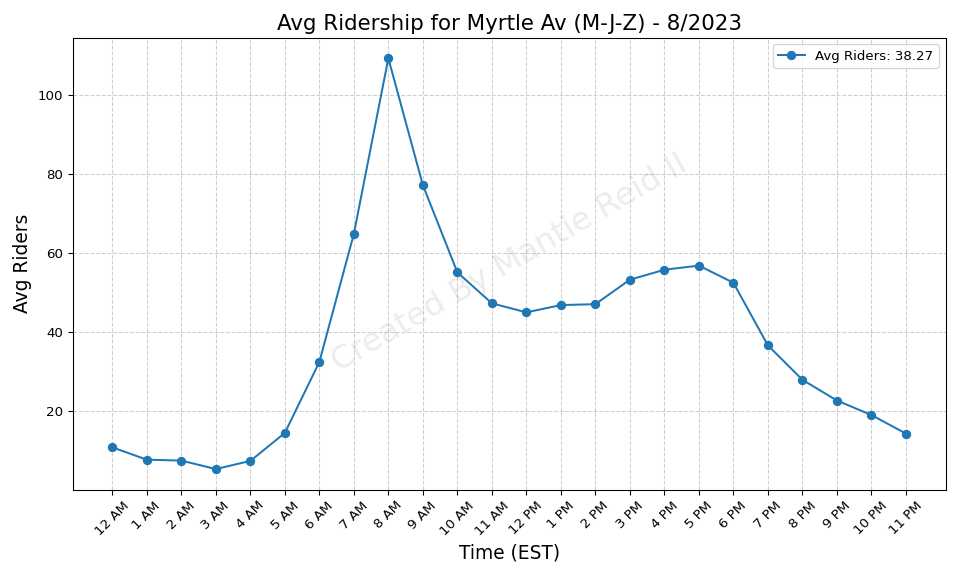 Avg Ridership for Myrtle Av (M-J-Z) - 8/2023
Avg Riders: 38.27
100
80
60
40
20
Avg Riders
Created By Mantle Reid II
12 AM
1 AM
2 AM
3 AM
4 AM
5 AM
6 AM
7 AM
8 AM
9 AM
10 AM
11 AM
12 PM
1 PM
2 PM
3 PM
4 PM
5 PM
6 PM
7 PM
8 PM
9 PM
10 PM
11 PM
Time (EST)